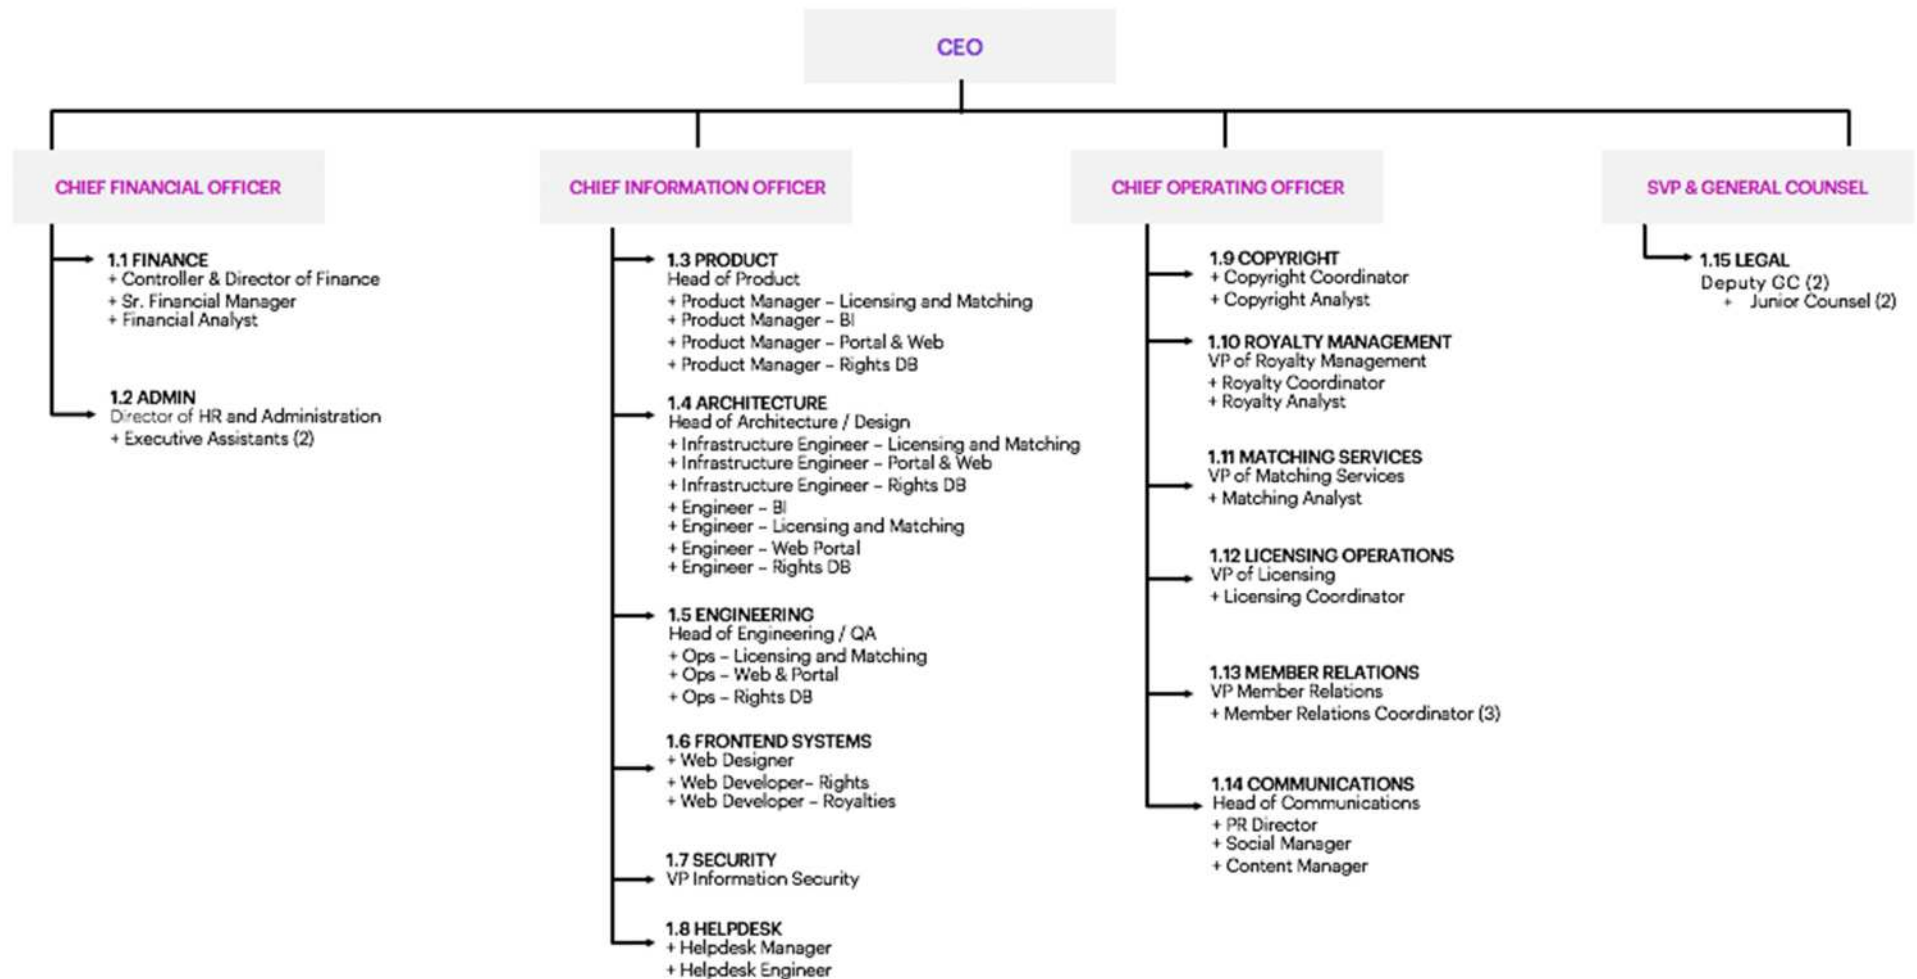 CEO
CHIEF FINANCIAL OFFICER
1.1 FINANCE
+ Controller & Director of Finance
+ Sr. Financial Manager
+ Financial Analyst
1.2 ADMIN
Director of HR and Administration
+ Executive Assistants (2)
CHIEF INFORMATION OFFICER
1.3 PRODUCT
Head of Product
+ Product Manager – Licensing and Matching
+ Product Manager – BI
+ Product Manager – Portal & Web
+ Product Manager – Rights DB
1.4 ARCHITECTURE
Head of Architecture / Design
+ Infrastructure Engineer – Licensing and Matching
+ Infrastructure Engineer – Portal & Web
+ Infrastructure Engineer – Rights DB
+ Engineer – BI
+ Engineer – Licensing and Matching
+ Engineer – Web Portal
+ Engineer – Rights DB
1.5 ENGINEERING
Head of Engineering / QA
+ Ops – Licensing and Matching
+ Ops – Web & Portal
+ Ops – Rights DB
1.6 FRONTEND SYSTEMS
+ Web Designer
+ Web Developer– Rights
+ Web Developer – Royalties
1.7 SECURITY
VP Information Security
1.8 HELPDESK
+ Helpdesk Manager
+ Helpdesk Engineer
CHIEF OPERATING OFFICER
1.9 COPYRIGHT
+ Copyright Coordinator
+ Copyright Analyst
1.10 ROYALTY MANAGEMENT
VP of Royalty Management
+ Royalty Coordinator
+ Royalty Analyst
1.11 MATCHING SERVICES
VP of Matching Services
+ Matching Analyst
1.12 LICENSING OPERATIONS
VP of Licensing
+ Licensing Coordinator
1.13 MEMBER RELATIONS
VP Member Relations
+ Member Relations Coordinator (3)
1.14 COMMUNICATIONS
Head of Communications
+ PR Director
+ Social Manager
+ Content Manager
SVP & GENERAL COUNSEL
1.15 LEGAL
Deputy GC (2)
+ Junior Counsel (2)